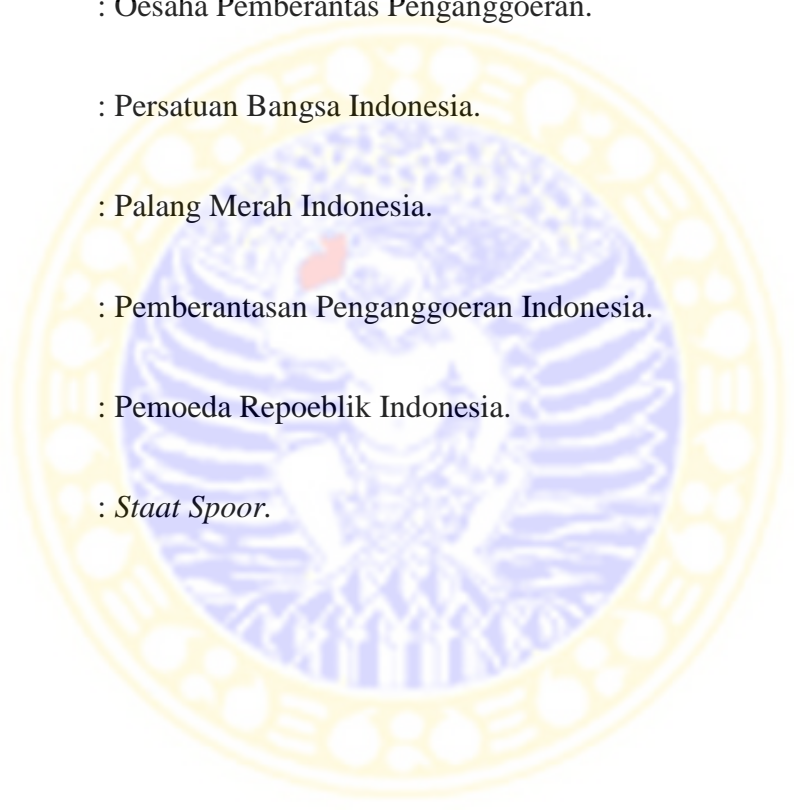 : Oesaha Pemberantas Penganggoeran.
: Persatuan Bangsa Indonesia.
: Palang Merah Indonesia.
: Pemberantasan Penganggoeran Indonesia.
: Pemoeda Repoeblik Indonesia.
: Staat Spoor.